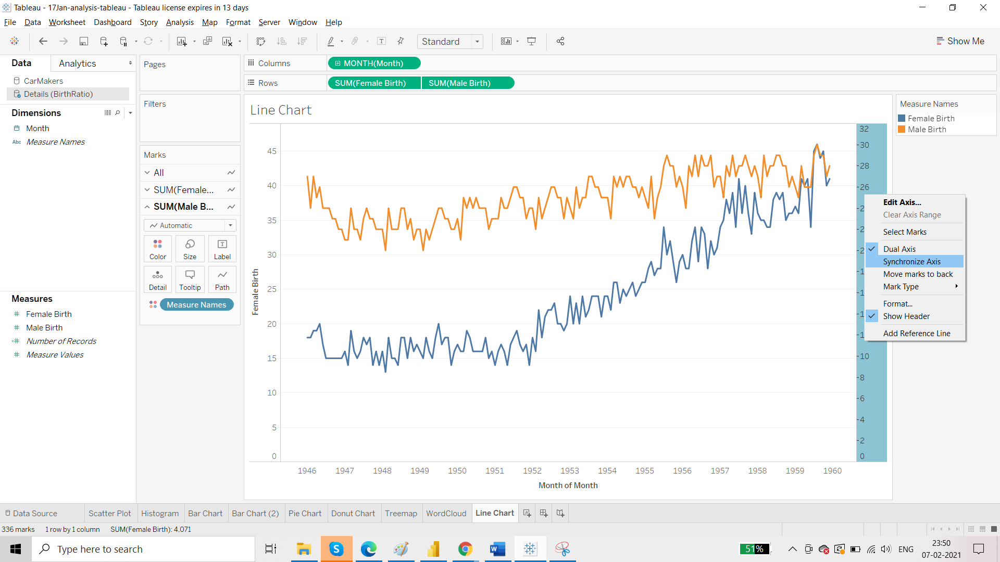 Tableau - 17Jan-analysis-tableau - Tableau license expires in 13 days
File Data Worksheet Dashboard Story Analysis Map Format Server Window Help
Standard
Show Me
Data Analytics
CarMakers
Details (BirthRatio)
Dimensions
Month
Abc Measure Names
Measures
Female Birth
Male Birth
Number of Records
Measure Values
Pages
Filters
Marks
All
SUM(Female...
SUM(Male B...
Automatic
Color Size Label
T
Detail Tooltip Path
Measure Names
Columns MONTH(Month)
Rows SUM(Female Birth) SUM(Male Birth)
Line Chart
Female Birth
45
40
35
30
25
20
15
10
5
0
32
30
28
26
10
8
6
4
2
0
1946 1947 1948 1949 1950 1951 1952 1953 1954 1955 1956 1957 1958 1959 1960
Month of Month
Measure Names
Female Birth
Male Birth
Edit Axis...
Clear Axis Range
Select Marks
Dual Axis
Synchronize Axis
Move marks to back
Mark Type
Format...
Show Header
Add Reference Line
Data Source Scatter Plot Histogram Bar Chart Bar Chart (2) Pie Chart Donut Chart Treemap WordCloud Line Chart
336 marks 1 row by 1 column SUM(Female Birth): 4,071
Type here to search
51%
ENG
23:50
07-02-2021